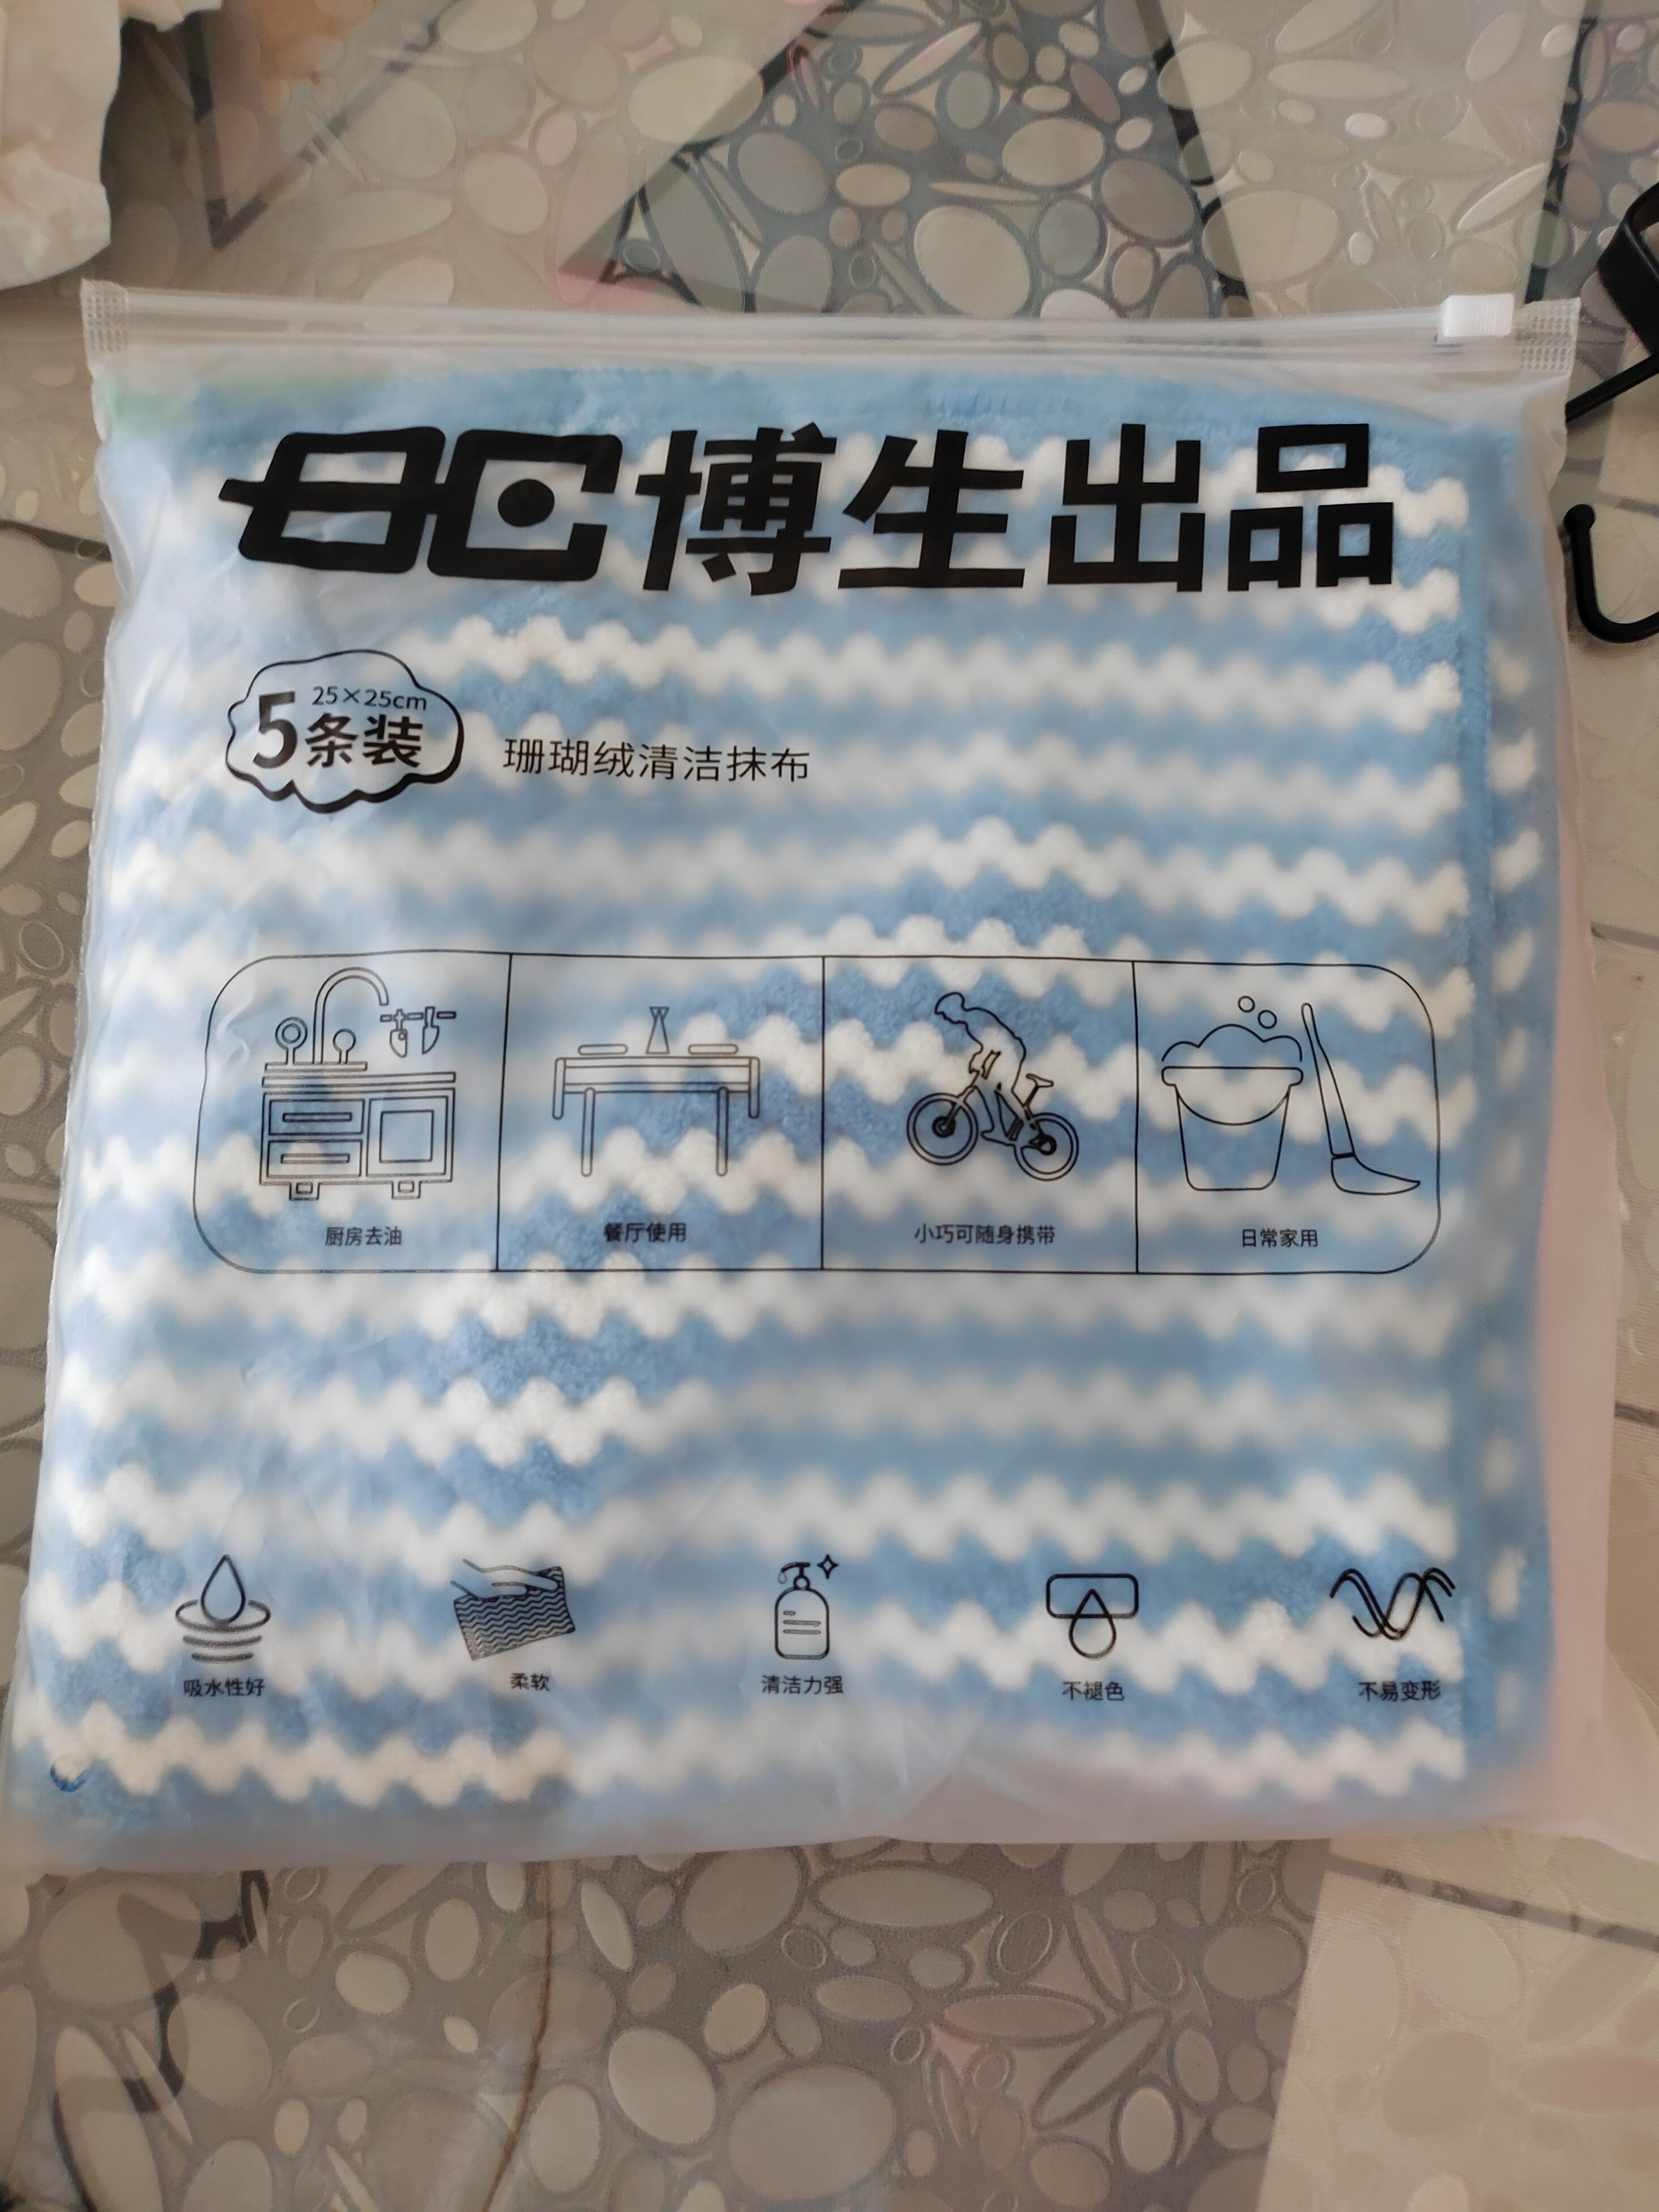 博生出品
25×25cm
5条装
珊瑚绒清洁抹布
厨房去油
餐厅使用
小巧可随身携带
日常家用
吸水性好
柔软
清洁力强
不褪色
不易变形